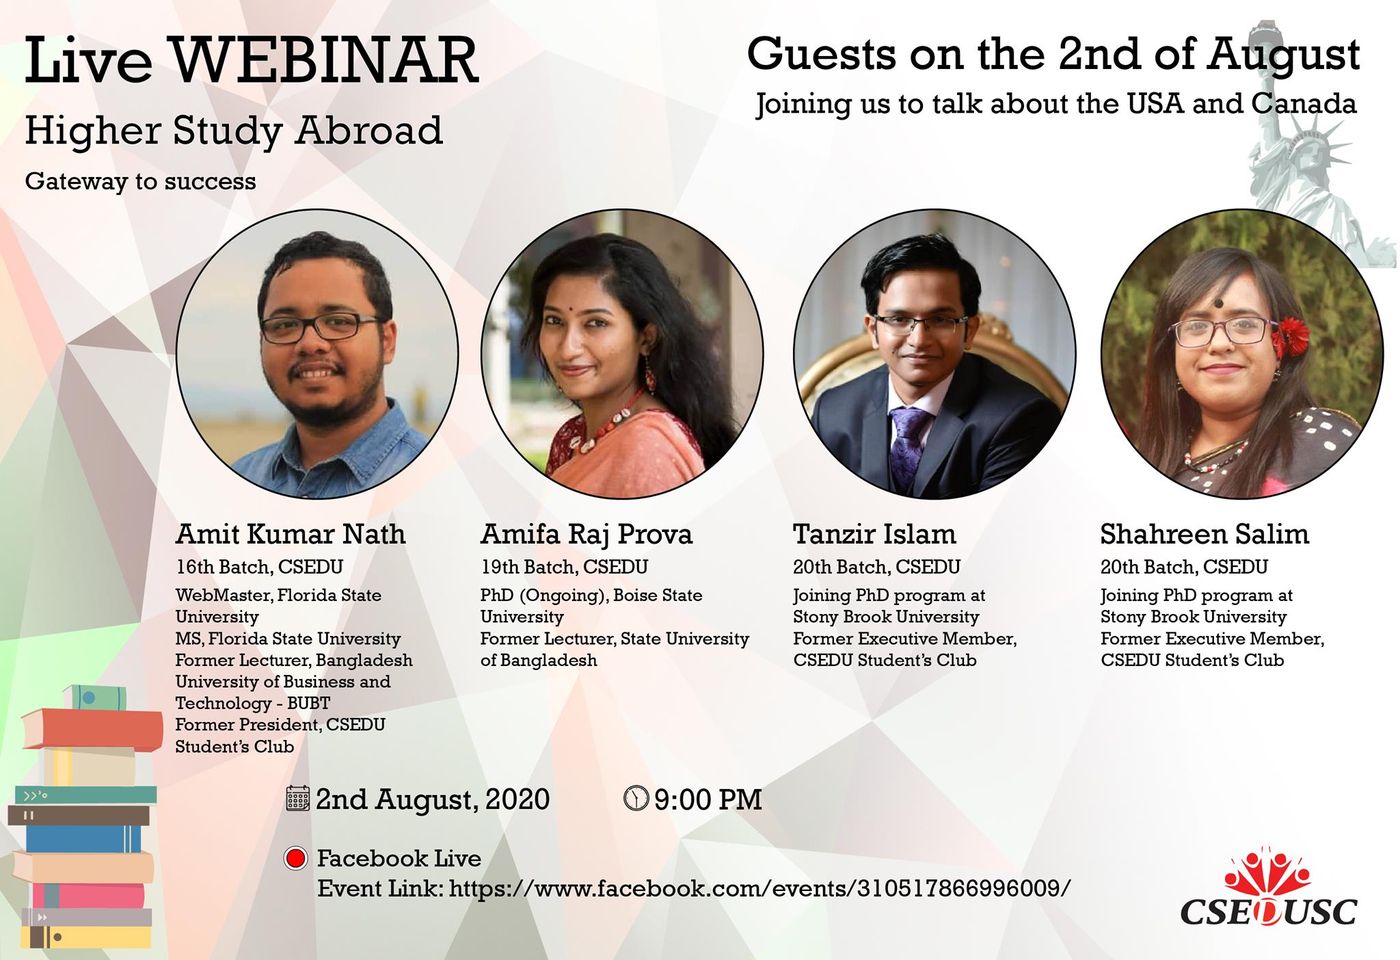 Live WEBINAR
Higher Study Abroad
Gateway to success
Guests on the 2nd of August
Joining us to talk about the USA and Canada
Amit Kumar Nath
16th Batch, CSEDU
WebMaster, Florida State
University
MS, Florida State University
Former Lecturer, Bangladesh
University of Business and
Technology - BUBT
Former President, CSEDU
Student's Club
Amifa Raj Prova
19th Batch, CSEDU
PhD (Ongoing), Boise State
University
Former Lecturer, State University
of Bangladesh
Tanzir Islam
20th Batch, CSEDU
Joining PhD program at
Stony Brook University
Former Executive Member,
CSEDU Student's Club
Shahreen Salim
20th Batch, CSEDU
Joining PhD program at
Stony Brook University
Former Executive Member,
CSEDU Student's Club
2nd August, 2020
9:00 PM
Facebook Live
Event Link: https://www.facebook.com/events/310517866996009/
CSEDUSC